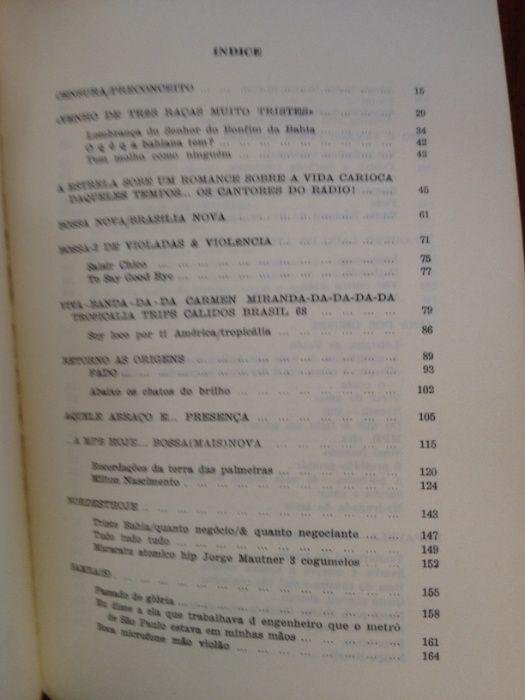 INDICE
CENSURA/PRECONCEITO ... 15
«VENHO DE TRES RAÇAS MUITO TRISTES» ... 29
Lembrança do Senhor do Bonfim da Bahia ... 34
O q é q a bahiana tem? ... 42
Tem molho como ninguém ... 43
A ESTRELA SOBE UM ROMANCE SOBRE A VIDA CARIOCA
DAQUELES TEMPOS... OS CANTORES DO RADIO! ... 45
BOSSA NOVA/BRASILIA NOVA ... 61
BOSSA-2 DE VIOLADAS & VIOLENCIA ... 71
Salsir Chico ... 75
To Say Good Bye ... 77
VIVA-BANDA-DA-DA CARMEN MIRANDA-DA-DA-DA-DA
TROPICALIA TRIPS CALIDOS BRASIL 68 ... 79
Soy loco por ti América/tropicália ... 86
RETORNO AS ORIGENS ... 89
FADO ... 93
Abaixo os chatos do brilho ... 102
AQUELE ABRAÇO E... PRESENÇA ... 105
...A MPB HOJE... BOSSA(MAIS)NOVA ... 115
Recordações da terra das palmeiras ... 120
Milton Nascimento ... 124
NORDESTHOJE ... 143
Triste Bahia/quanto negócio/& quanto negociante ... 147
Tudo tudo tudo ... 149
Maracatu atomico hip Jorge Mautner 3 cogumelos ... 152
... 155
Passado de glória ... 158
Eu disse a ela que trabalhava d engenheiro que o metrô
de São Paulo estava em minhas mãos ... 161
Boca microfone mão violão ... 164